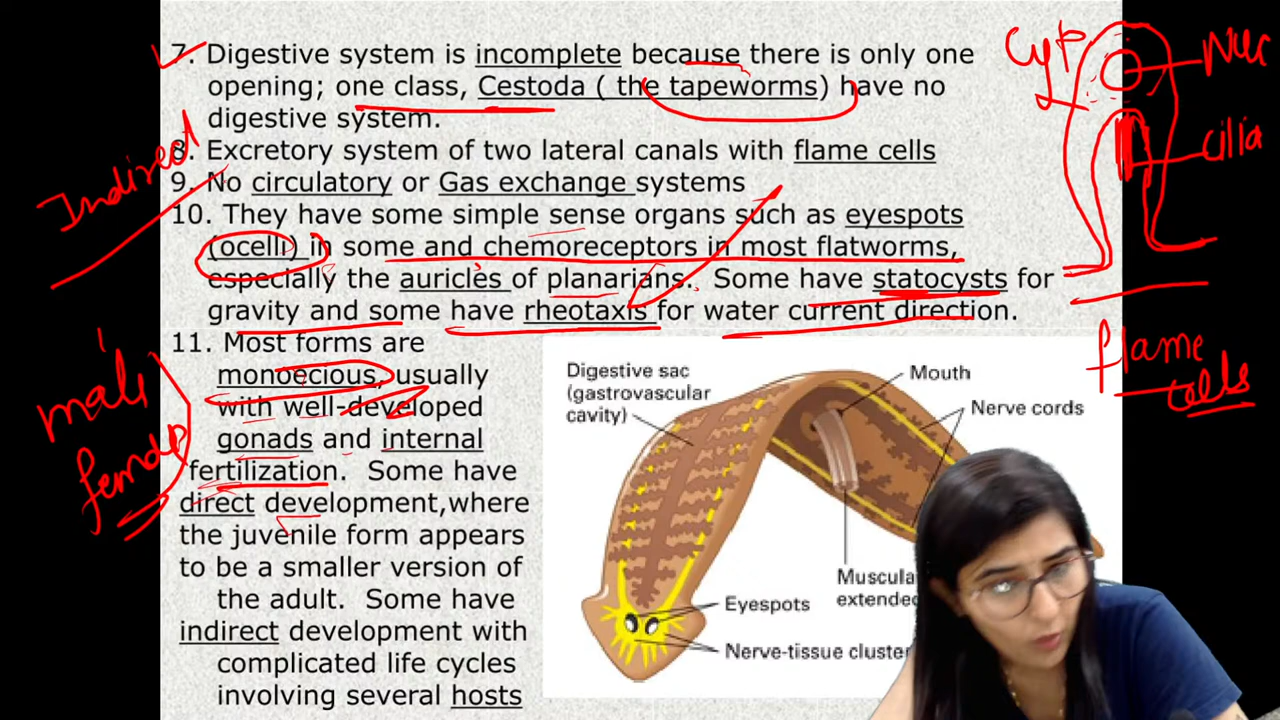 7. Digestive system is incomplete because there is only one
opening; one class, Cestoda ( the tapeworms) have no
digestive system.
8. Excretory system of two lateral canals with flame cells
9. No circulatory or Gas exchange systems
10. They have some simple sense organs such as eyespots
(ocelli) in some and chemoreceptors in most flatworms,
especially the auricles of planarians. Some have statocysts for
gravity and some have rheotaxis for water current direction.
11. Most forms are
monoecious, usually
with well-developed
gonads and internal
fertilization. Some have
direct development,where
the juvenile form appears
to be a smaller version of
the adult. Some have
indirect development with
complicated life cycles
involving several hosts
Digestive sac
(gastrovascular
cavity)
Mouth
Nerve cords
Muscula
extended
Eyespots
Nerve-tissue cluster
Cyt
Nuc
cilia
flame
cells
male
female